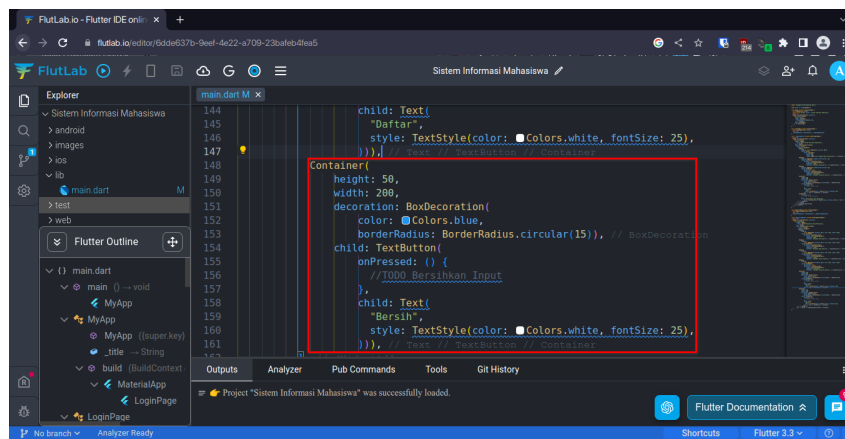 FlutLab.io - Flutter IDE onlin
flutlab.io/editor/6dde637b-9eef-4e22-a709-23bafeb4fea5
214
FlutLab
G
Sistem Informasi Mahasiswa
A
Explorer
main.dart M
Sistem Informasi Mahasiswa
android
images
ios
lib
main.dart M
test
web
1
144 child: Text(
145 "Daftar",
146 style: TextStyle(color: Colors.white, fontSize: 25),
147 ))), // Text // TextButton // Container
148 Container(
149 height: 50,
150 width: 200,
151 decoration: BoxDecoration(
152 color: Colors.blue,
153 borderRadius: BorderRadius.circular(15)), // BoxDecoration
154 child: TextButton(
155 onPressed: () {
156 //TODO Bersihkan Input
157 },
158 child: Text(
159 "Bersih",
160 style: TextStyle(color: Colors.white, fontSize: 25),
161 ))), // Text // TextButton // Container
Flutter Outline
{} main.dart
main () → void
MyApp
MyApp
MyApp ({super.key)
_title → String
build (BuildContext
MaterialApp
LoginPage
LoginPage
Outputs Analyzer Pub Commands Tools Git History
Project "Sistem Informasi Mahasiswa" was successfully loaded.
Flutter Documentation
No branch Analyzer Ready Shortcuts Flutter 3.3